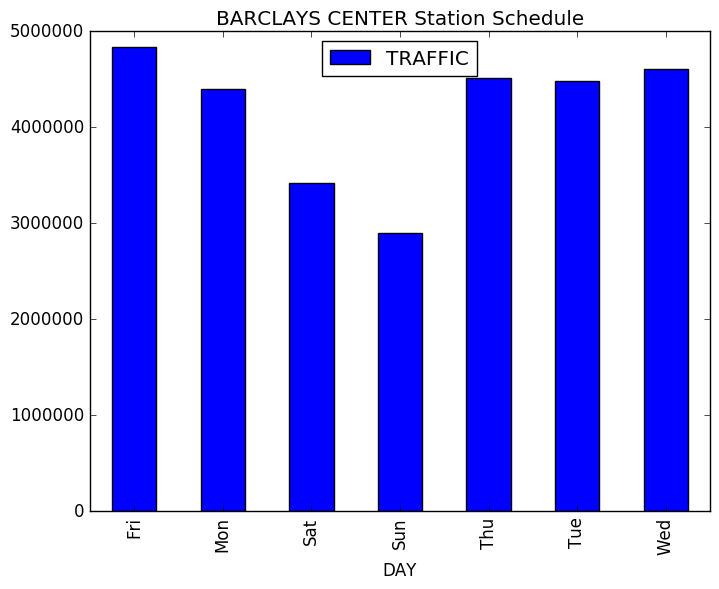 BARCLAYS CENTER Station Schedule
TRAFFIC
5000000
4000000
3000000
2000000
1000000
0
Fri
Mon
Sat
Sun
Thu
Tue
Wed
DAY